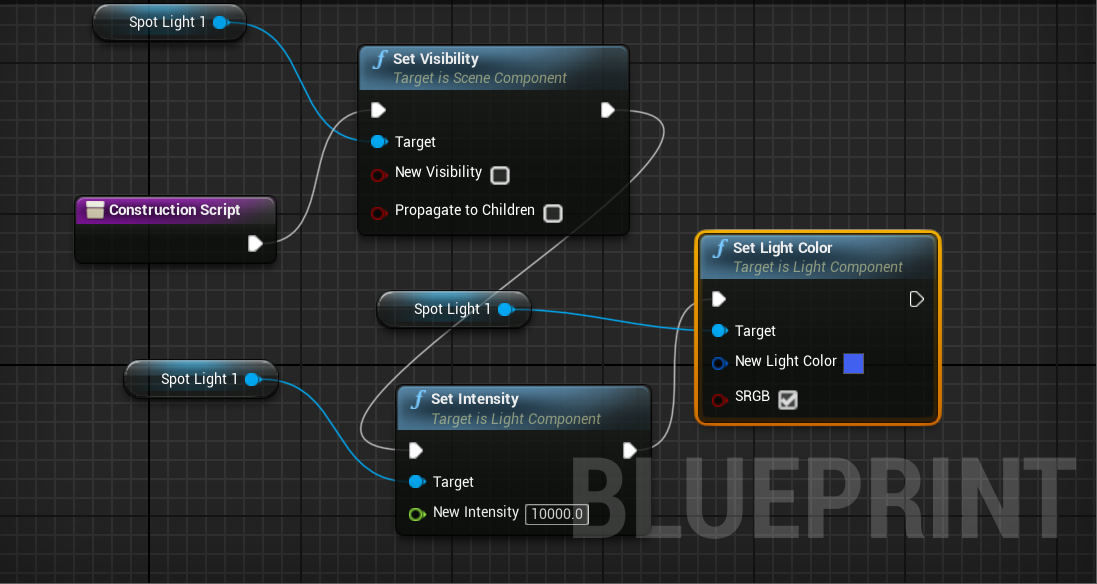 Spot Light 1
Set Visibility
Target is Scene Component
Target
New Visibility
Propagate to Children
Construction Script
Set Light Color
Target is Light Component
Target
New Light Color
SRGB
Spot Light 1
Spot Light 1
Set Intensity
Target is Light Component
Target
New Intensity 10000.0
BLUEPRINT